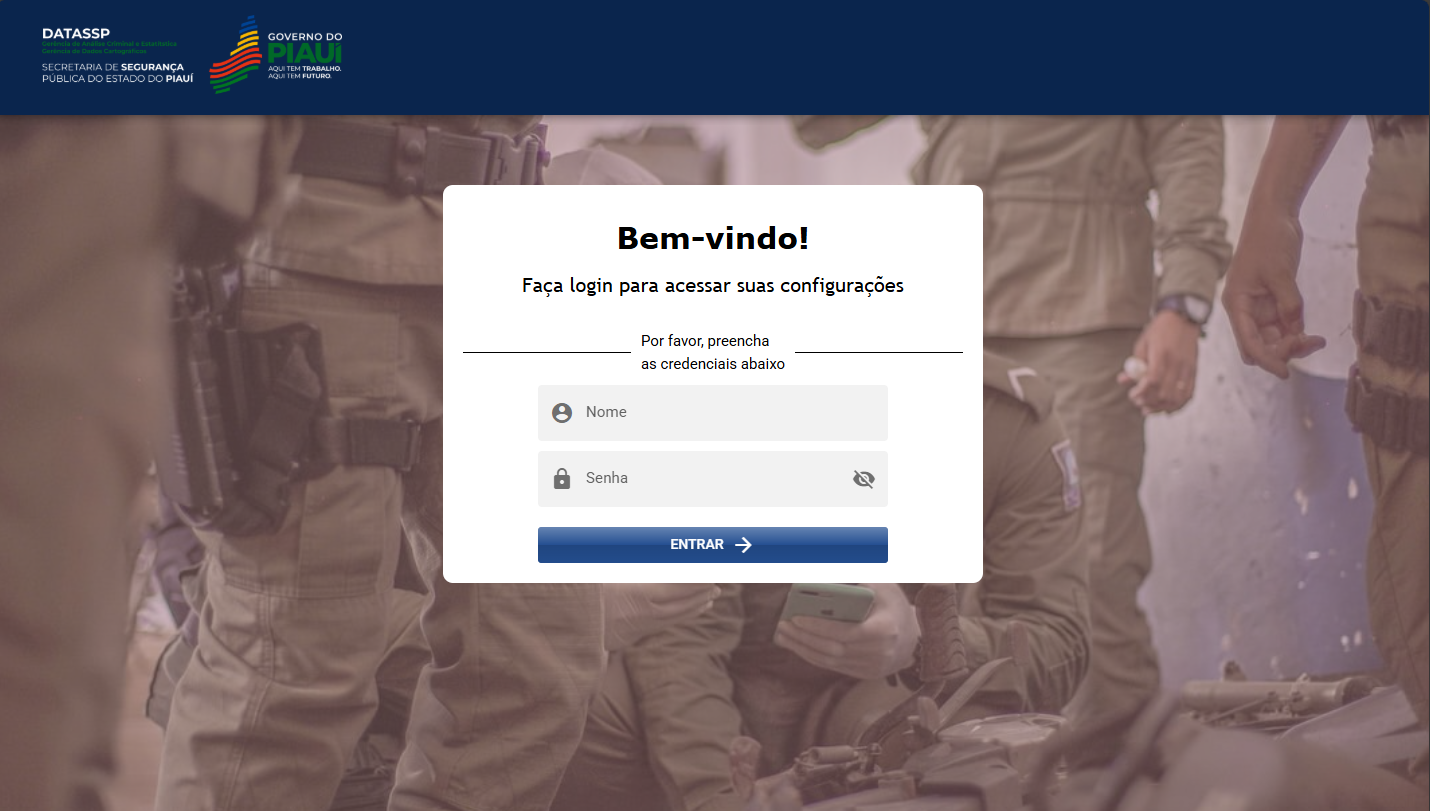 DATASSP
Gerência de Análise Criminal e Estatística
Gerência de Dados Cartográficos
SECRETARIA DE SEGURANÇA
PÚBLICA DO ESTADO DO PIAUÍ
GOVERNO DO
PIAUÍ
AQUI TEM TRABALHO.
AQUI TEM FUTURO.
Bem-vindo!
Faça login para acessar suas configurações
Por favor, preencha
as credenciais abaixo
Nome
Senha
ENTRAR